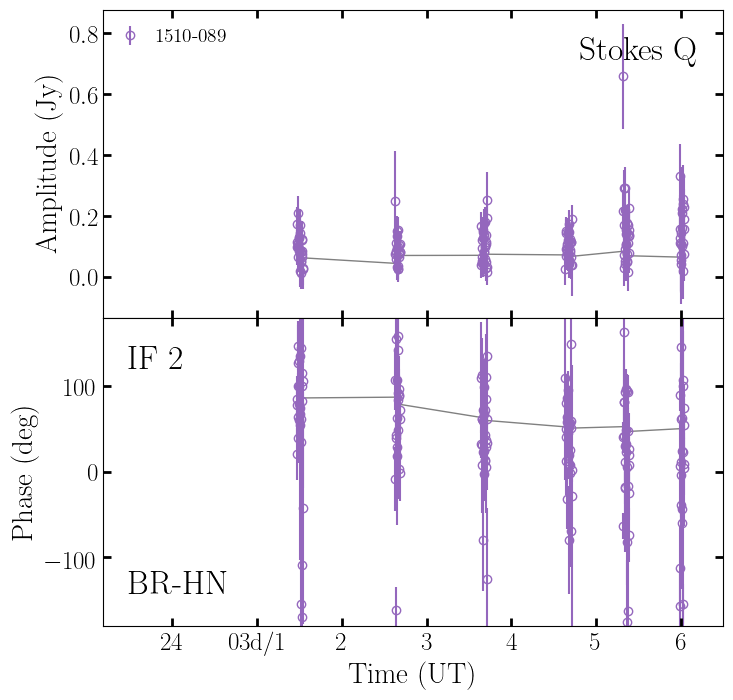 1510-089
Stokes Q
0.8
0.6
0.4
0.2
0.0
Amplitude (Jy)
IF 2
100
0
−100
Phase (deg)
BR-HN
24 03d/1 2 3 4 5 6
Time (UT)